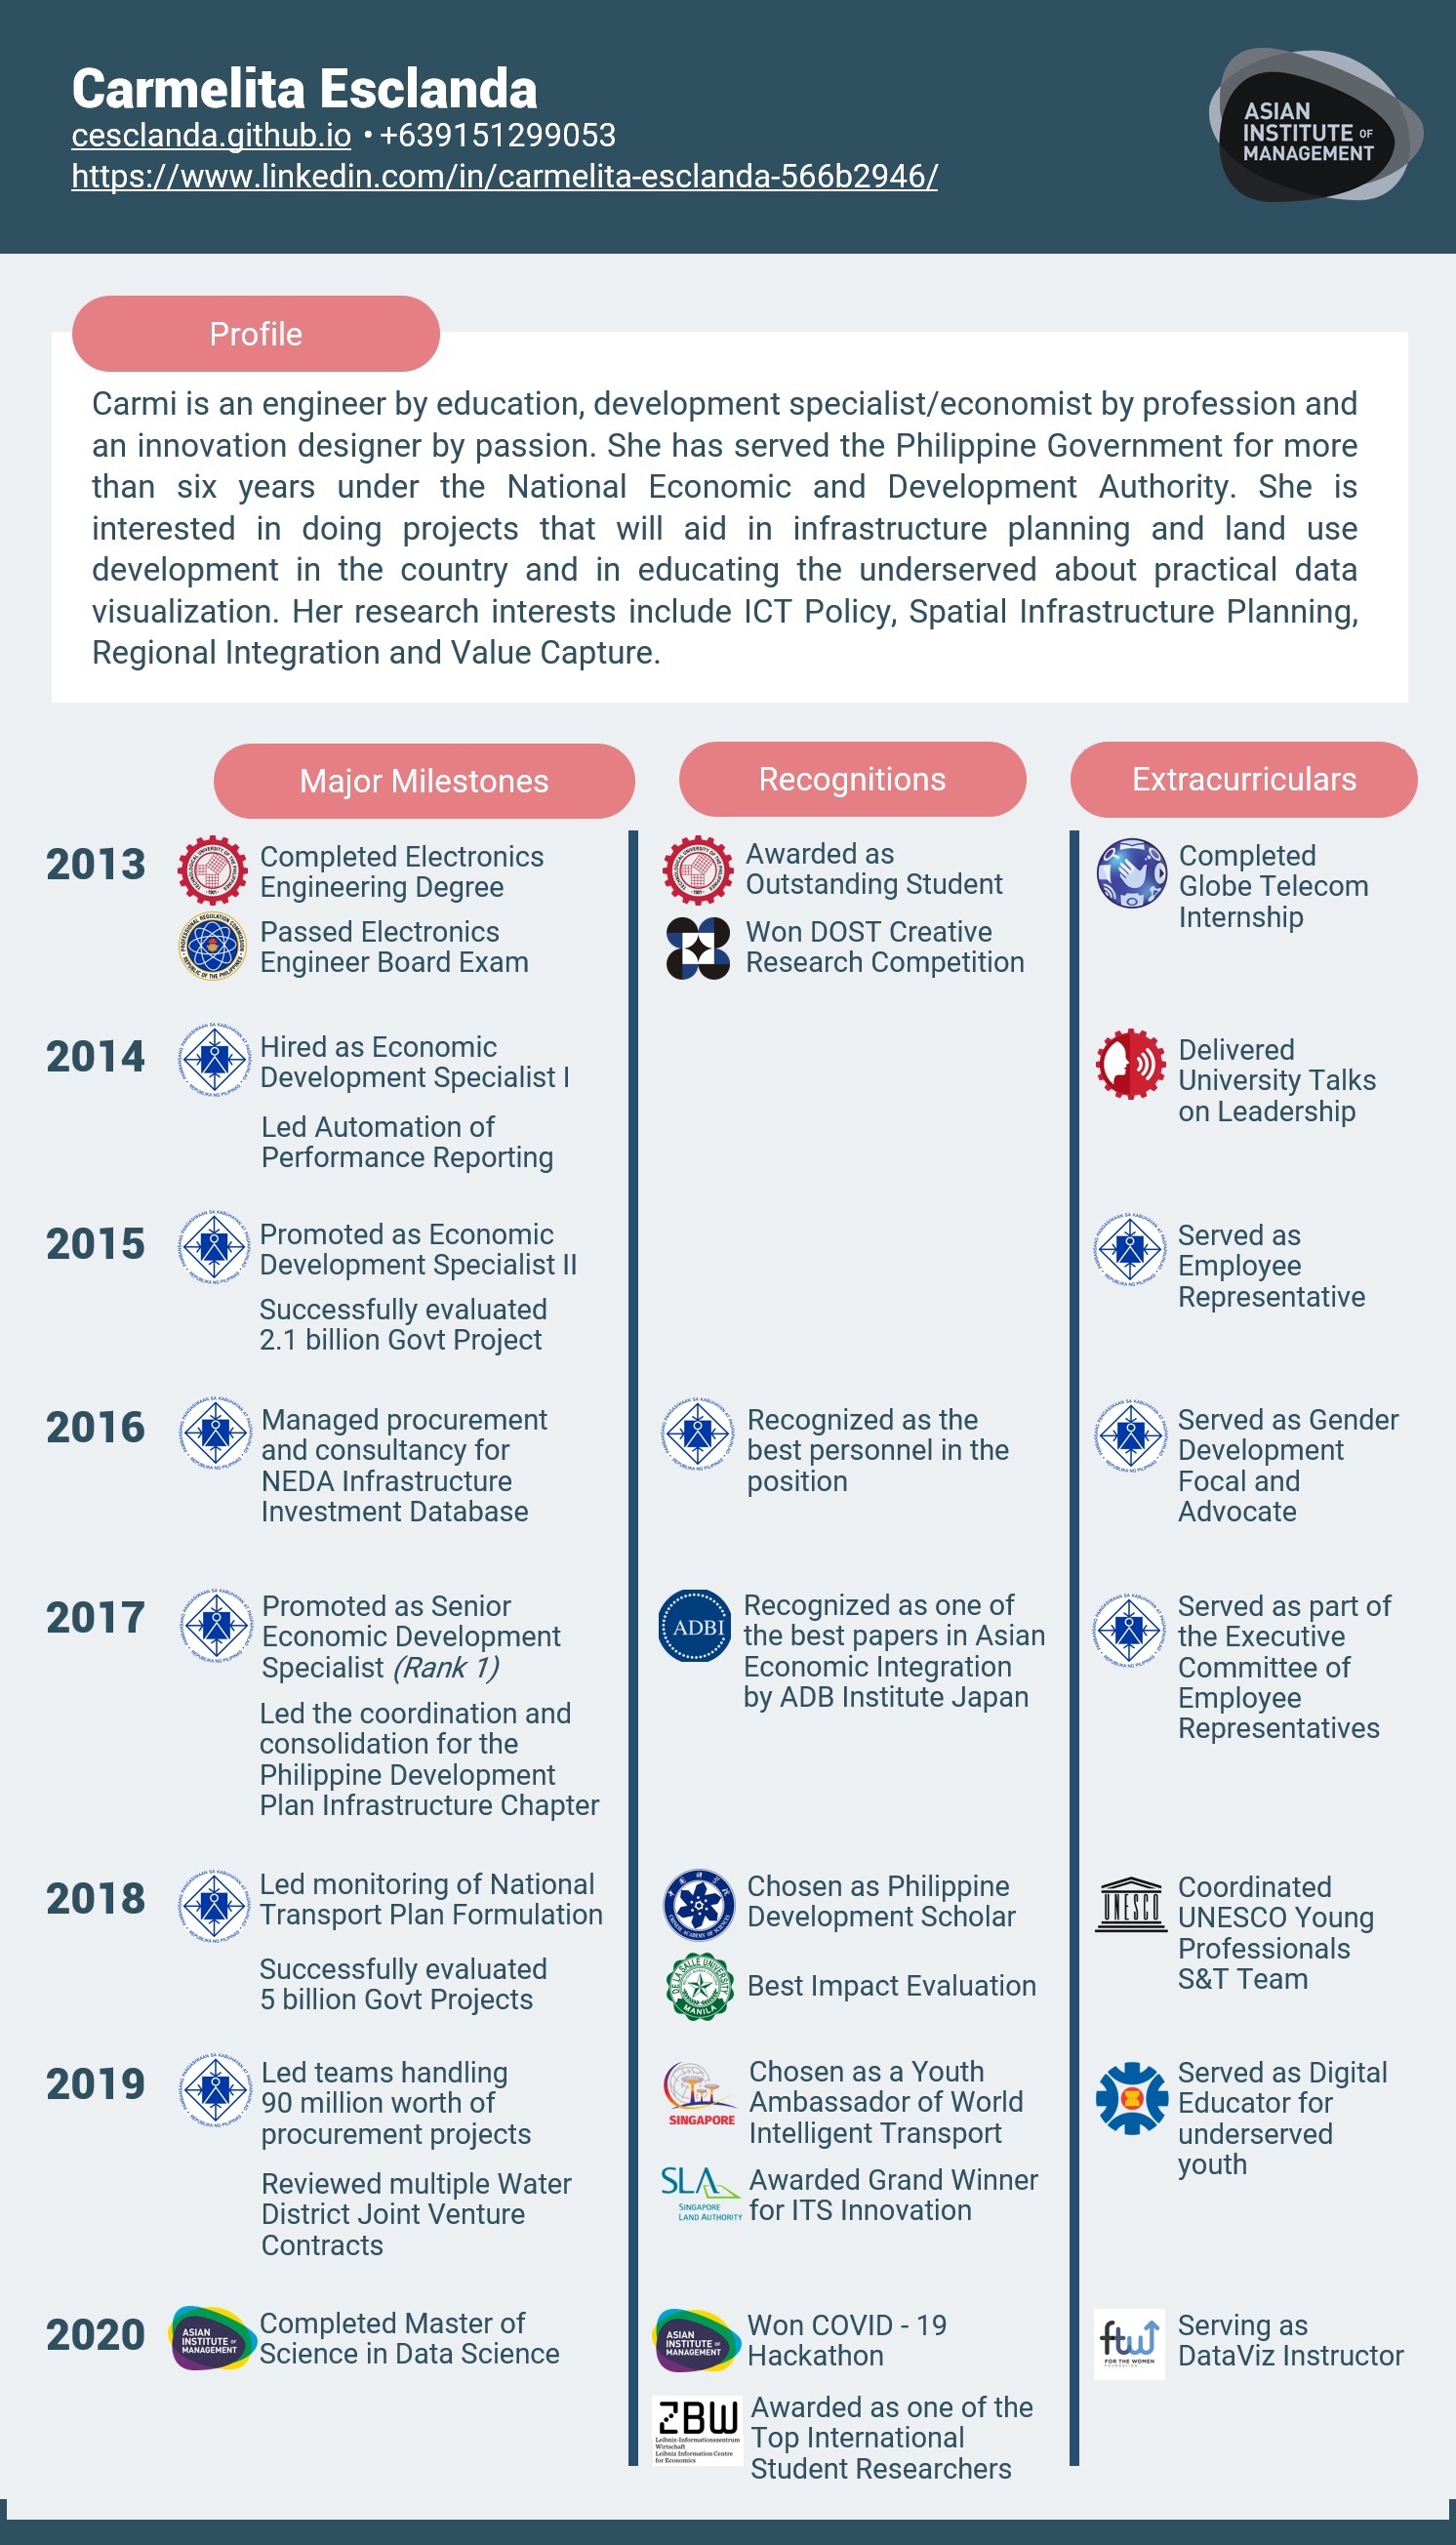 Carmelita Esclanda
cesclanda.github.io • +639151299053
https://www.linkedin.com/in/carmelita-esclanda-566b2946/
ASIAN
INSTITUTE OF
MANAGEMENT
Profile
Carmi is an engineer by education, development specialist/economist by profession and
an innovation designer by passion. She has served the Philippine Government for more
than six years under the National Economic and Development Authority. She is
interested in doing projects that will aid in infrastructure planning and land use
development in the country and in educating the underserved about practical data
visualization. Her research interests include ICT Policy, Spatial Infrastructure Planning,
Regional Integration and Value Capture.
Major Milestones
Recognitions
Extracurriculars
2013
Completed Electronics
Engineering Degree
Passed Electronics
Engineer Board Exam
Awarded as
Outstanding Student
Won DOST Creative
Research Competition
Completed
Globe Telecom
Internship
2014
Hired as Economic
Development Specialist I
Led Automation of
Performance Reporting
Delivered
University Talks
on Leadership
2015
Promoted as Economic
Development Specialist II
Successfully evaluated
2.1 billion Govt Project
Served as
Employee
Representative
2016
Managed procurement
and consultancy for
NEDA Infrastructure
Investment Database
Recognized as the
best personnel in the
position
Served as Gender
Development
Focal and
Advocate
2017
Promoted as Senior
Economic Development
Specialist (Rank 1)
Led the coordination and
consolidation for the
Philippine Development
Plan Infrastructure Chapter
ADBI
Recognized as one of
the best papers in Asian
Economic Integration
by ADB Institute Japan
Served as part of
the Executive
Committee of
Employee
Representatives
2018
Led monitoring of National
Transport Plan Formulation
Successfully evaluated
5 billion Govt Projects
Chosen as Philippine
Development Scholar
DE LA SALLE UNIVERSITY
MANILA
Best Impact Evaluation
UNESCO
Coordinated
UNESCO Young
Professionals
S&T Team
2019
Led teams handling
90 million worth of
procurement projects
Reviewed multiple Water
District Joint Venture
Contracts
SINGAPORE
Chosen as a Youth
Ambassador of World
Intelligent Transport
SLA
SINGAPORE
LAND AUTHORITY
Awarded Grand Winner
for ITS Innovation
Served as Digital
Educator for
underserved
youth
2020
ASIAN
INSTITUTE OF
MANAGEMENT
Completed Master of
Science in Data Science
ASIAN
INSTITUTE OF
MANAGEMENT
Won COVID - 19
Hackathon
ZBW
Leibniz-Informationszentrum
Wirtschaft
Leibniz Information Centre
for Economics
Awarded as one of the
Top International
Student Researchers
ftw
FOR THE WOMEN
FOUNDATION
Serving as
DataViz Instructor